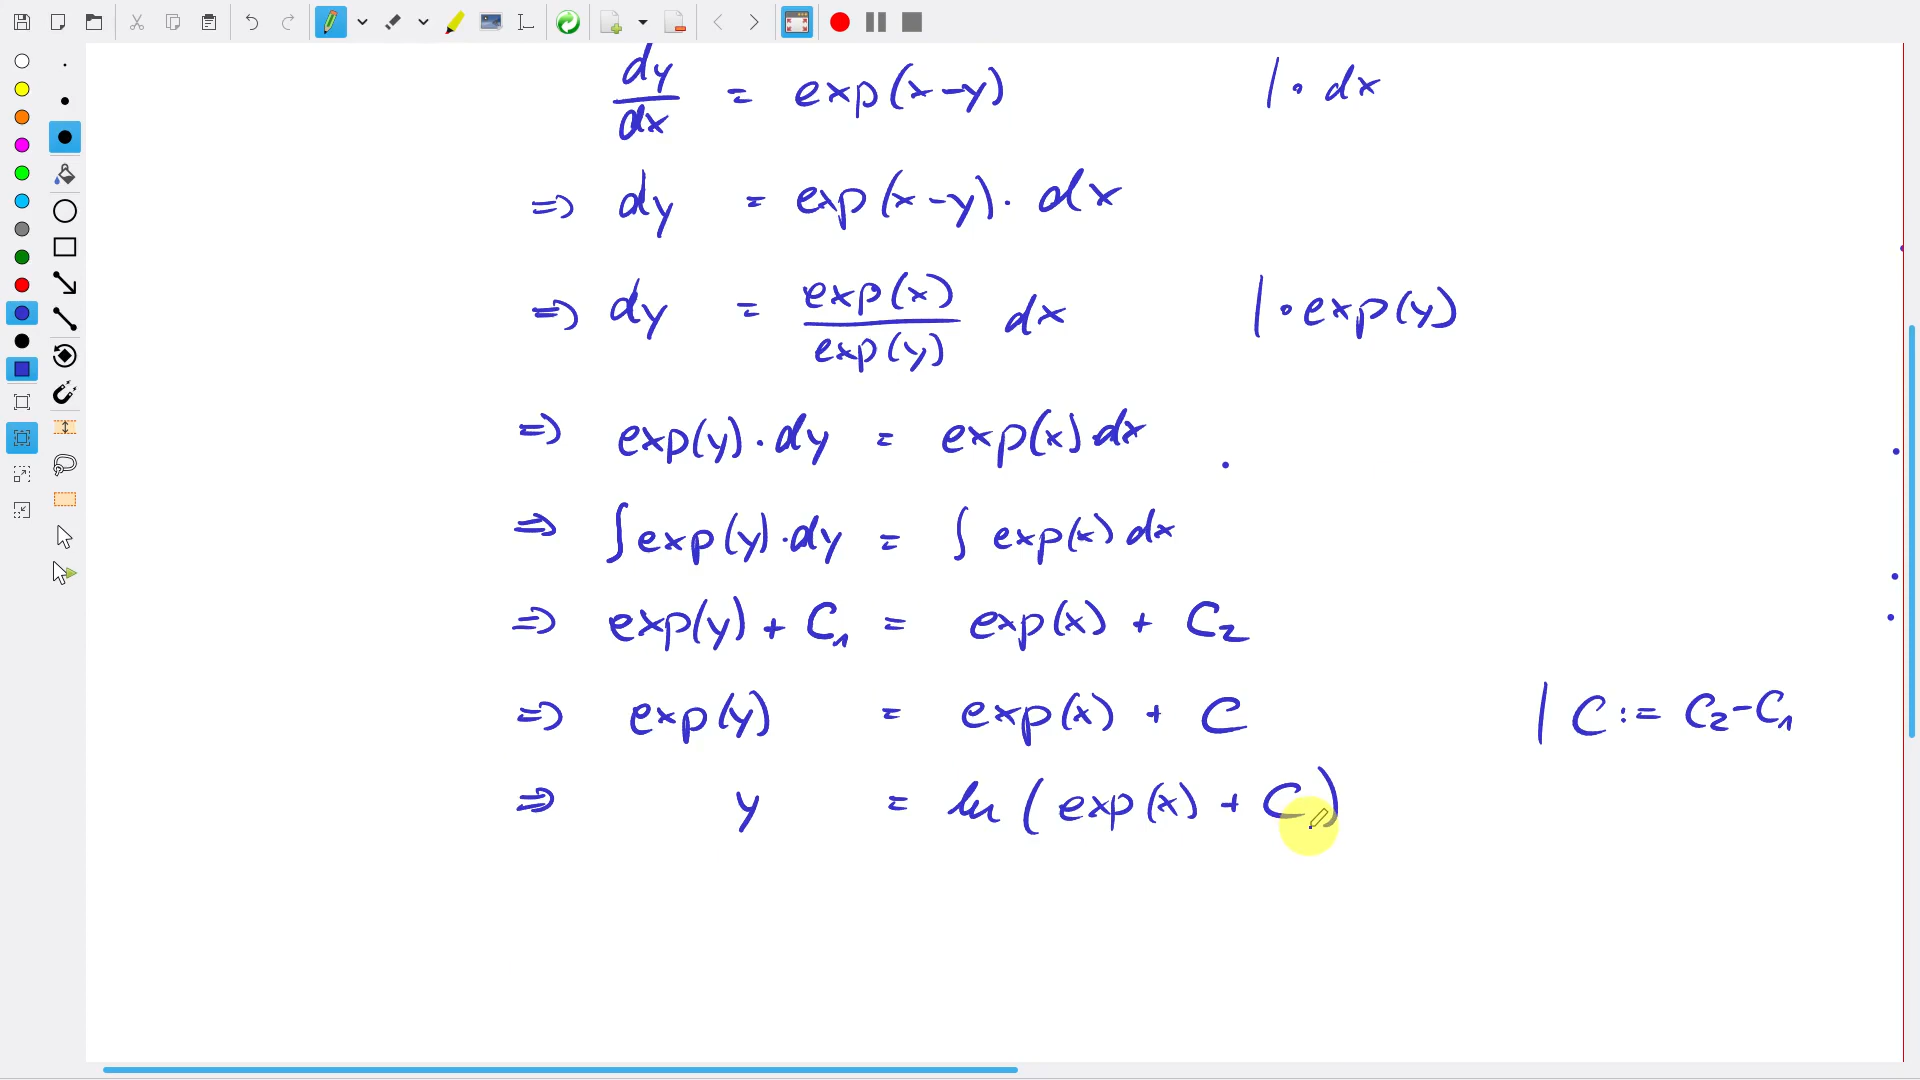 dy/dx = exp(x-y) | · dx
=> dy = exp(x-y) · dx
=> dy = exp(x)/exp(y) dx | · exp(y)
=> exp(y) · dy = exp(x) · dx
=> ∫ exp(y) · dy = ∫ exp(x) dx
=> exp(y) + C₁ = exp(x) + C₂
=> exp(y) = exp(x) + C | C := C₂-C₁
=> y = ln( exp(x) + C )